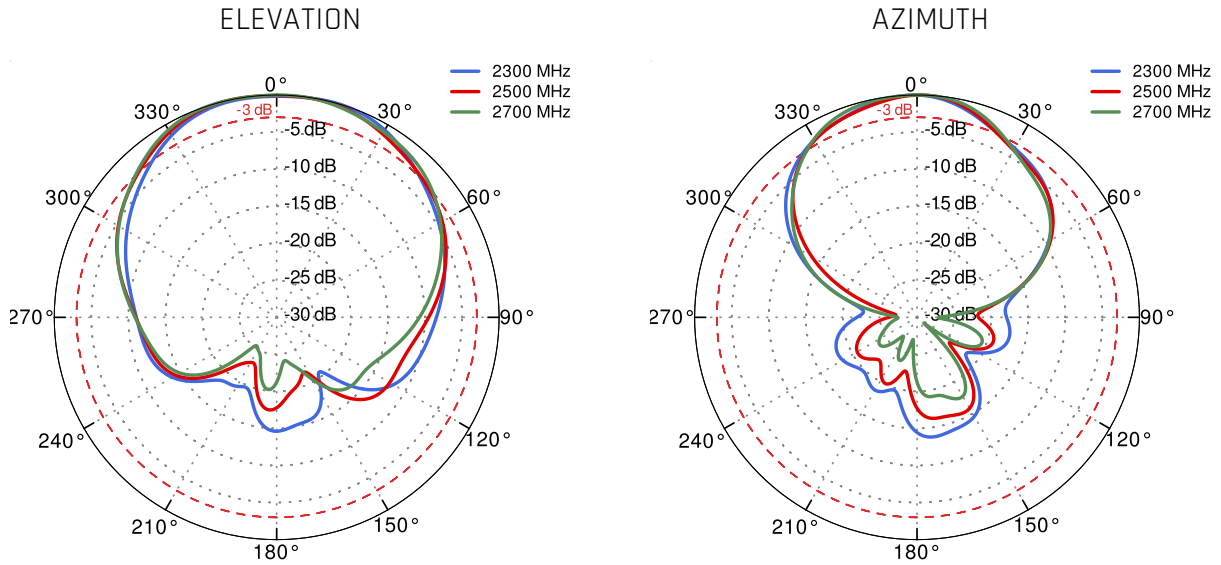 ELEVATION
2300 MHz
2500 MHz
2700 MHz
0°
330°
30°
-3 dB
-5 dB
-10 dB
300°
60°
-15 dB
-20 dB
-25 dB
270°
-30 dB
90°
240°
120°
210°
150°
180°
AZIMUTH
2300 MHz
2500 MHz
2700 MHz
0°
330°
30°
-3 dB
-5 dB
-10 dB
300°
60°
-15 dB
-20 dB
-25 dB
270°
-30 dB
90°
240°
120°
210°
150°
180°